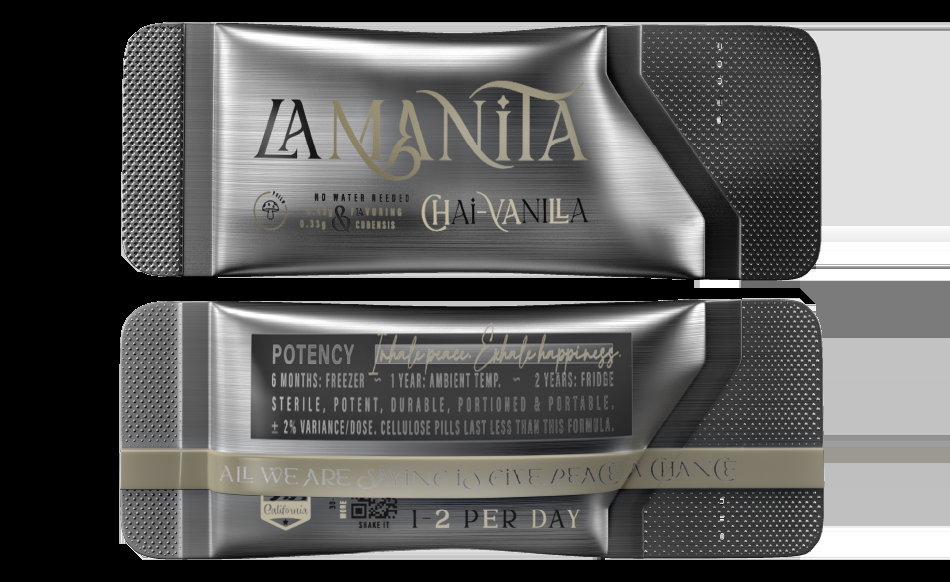 LAMANITA
NO WATER NEEDED
& FLAVORING
0.33g CUBENSIS
CHAi-VANILLA
POTENCY Inhale peace. Exhale happiness.
6 MONTHS: FREEZER ~ 1 YEAR: AMBIENT TEMP. ~ 2 YEARS: FRIDGE
STERILE, POTENT, DURABLE, PORTIONED & PORTABLE.
± 2% VARIANCE/DOSE. CELLULOSE PILLS LAST LESS THAN THIS FORMULA.
ALL WE ARE SAYING iS GiVE PEACE A CHANCE
California
SHAKE IT
1-2 PER DAY